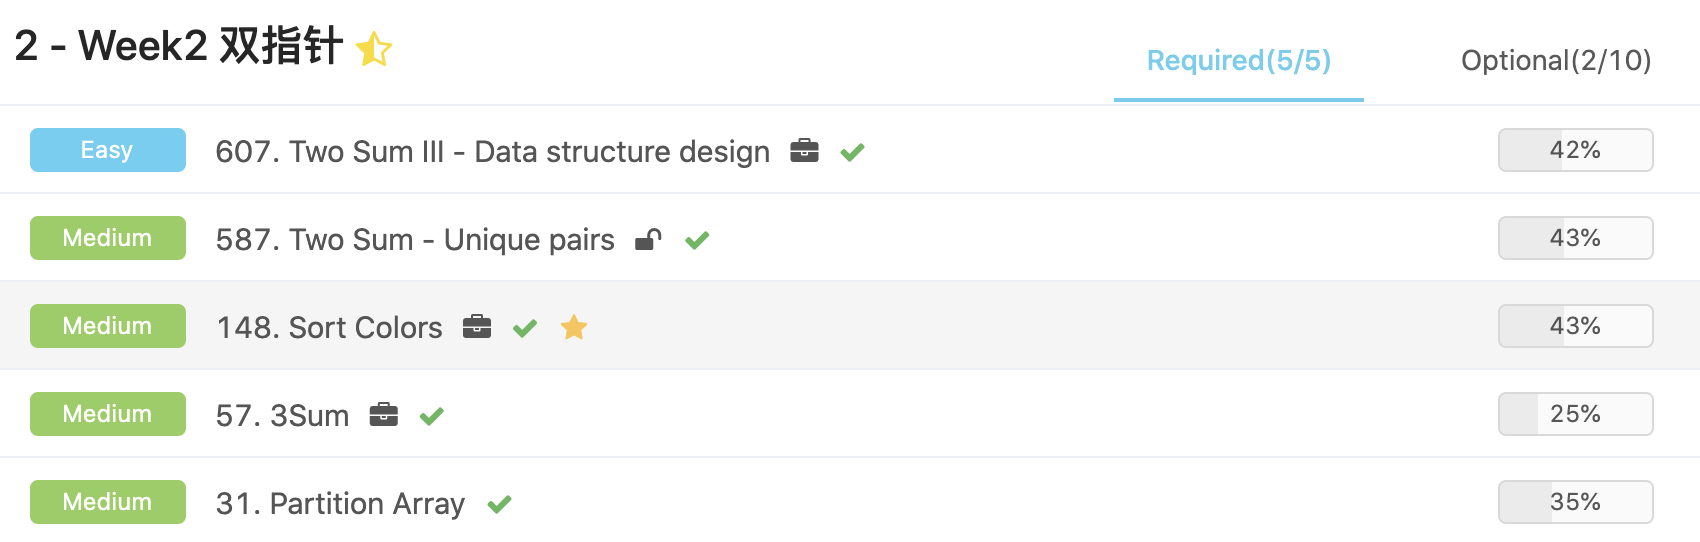 2 - Week2 双指针
Required(5/5) Optional(2/10)
Easy 607. Two Sum III - Data structure design 42%
Medium 587. Two Sum - Unique pairs 43%
Medium 148. Sort Colors 43%
Medium 57. 3Sum 25%
Medium 31. Partition Array 35%